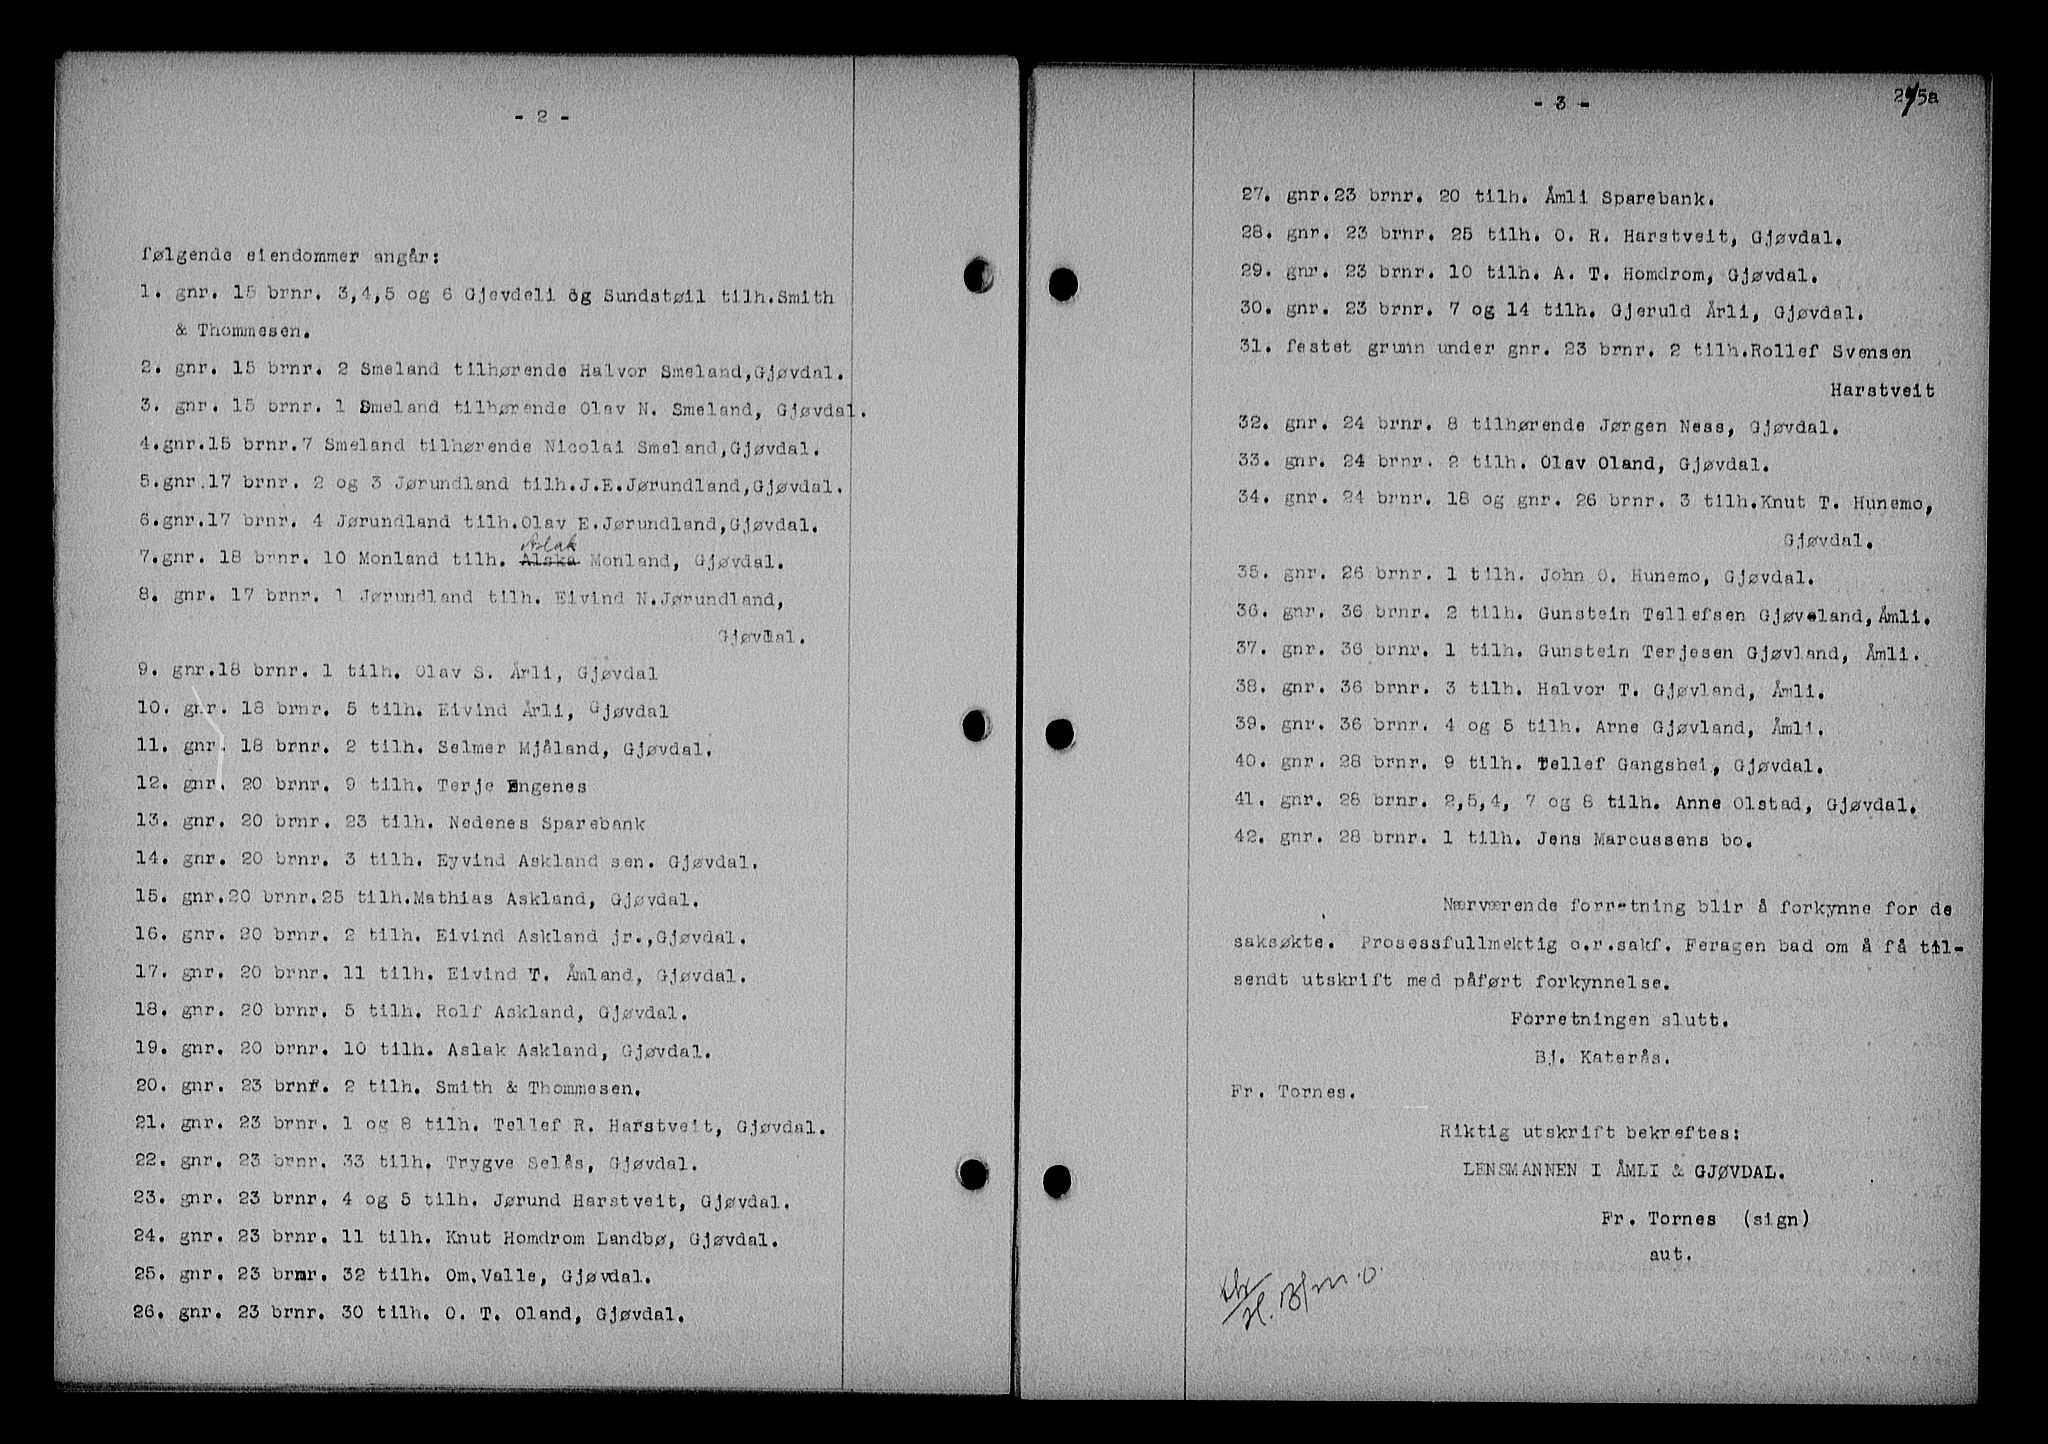 - 2 -
følgende eiendommer angår:
1. gnr. 15 brnr. 3,4,5 og 6 Gjevdeli og Sundstøil tilh.Smith
& Thommesen.
2. gnr. 15 brnr. 2 Smeland tilhørende Halvor Smeland,Gjøvdal.
3. gnr. 15 brnr. 1 Smeland tilhørende Olav N. Smeland, Gjøvdal.
4.gnr.15 brnr.7 Smeland tilhørende Nicolai Smeland,Gjøvdal.
5.gnr.17 brnr. 2 og 3 Jørundland tilh.J.E.Jørundland,Gjøvdal.
6.gnr.17 brnr. 4 Jørundland tilh.Olav E.Jørundland,Gjøvdal.
Aslak
7.gnr. 18 brnr. 10 Monland tilh. Alska Monland, Gjøvdal.
8. gnr. 17 brnr. 1 Jørundland tilh. Eivind N.Jørundland,
Gjøvdal.
9. gnr.18 brnr. 1 tilh. Olav S. Årli, Gjøvdal
10. gnr. 18 brnr. 5 tilh. Eivind Årli, Gjøvdal
11. gnr. 18 brnr. 2 tilh. Selmer Mjåland, Gjøvdal.
12. gnr. 20 brnr. 9 tilh. Terje Engenes
13. gnr. 20 brnr. 23 tilh. Nedenes Sparebank
14. gnr. 20 brnr. 3 tilh. Eyvind Askland sen. Gjøvdal.
15. gnr.20 brnr.25 tilh.Mathias Askland, Gjøvdal.
16. gnr. 20 brnr. 2 tilh. Eivind Askland jr.,Gjøvdal.
17. gnr. 20 brnr. 11 tilh. Eivind T. Åmland, Gjøvdal.
18. gnr. 20 brnr. 5 tilh. Rolf Askland, Gjøvdal.
19. gnr. 20 brnr. 10 tilh. Aslak Askland, Gjøvdal.
20. gnr. 23 brnr. 2 tilh. Smith & Thommesen.
21. gnr. 23 brnr. 1 og 8 tilh. Tellef R. Harstveit, Gjøvdal.
22. gnr. 23 brnr. 33 tilh. Trygve Selås, Gjøvdal.
23. gnr. 23 brnr. 4 og 5 tilh. Jørund Harstveit, Gjøvdal.
24. gnr. 23 brnr. 11 tilh. Knut Homdrom Landbø, Gjøvdal.
25. gnr. 23 brnr. 32 tilh. Om.Valle, Gjøvdal.
26. gnr. 23 brnr. 30 tilh. O. T. Oland, Gjøvdal.
- 3 -
27. gnr.23 brnr. 20 tilh. Åmli Sparebank.
28. gnr. 23 brnr. 25 tilh. O. R. Harstveit, Gjøvdal.
29. gnr. 23 brnr. 10 tilh. A. T. Homdrom, Gjøvdal.
30. gnr. 23 brnr. 7 og 14 tilh. Gjeruld Årli, Gjøvdal.
31. festet grunn under gnr. 23 brnr. 2 tilh.Rollef Svensen
Harstveit
32. gnr. 24 brnr. 8 tilhørende Jørgen Ness, Gjøvdal.
33. gnr. 24 brnr. 2 tilh. Olav Oland, Gjøvdal.
34. gnr. 24 brnr. 18 og gnr. 26 brnr. 3 tilh.Knut T. Hunemo,
Gjøvdal.
35. gnr. 26 brnr. 1 tilh. John O. Hunemo, Gjøvdal.
36. gnr. 36 brnr. 2 tilh. Gunstein Tellefsen Gjøveland,Åmli.
37. gnr. 36 brnr. 1 tilh. Gunstein Terjesen Gjøvland, Åmli.
38. gnr. 36 brnr. 3 tilh. Halvor T. Gjøvland, Åmli.
39. gnr. 36 brnr. 4 og 5 tilh. Arne Gjøvland, Åmli.
40. gnr. 28 brnr. 9 tilh. Tellef Gangshei, Gjøvdal.
41. gnr. 28 brnr. 2,5,4, 7 og 8 tilh. Anne Olstad, Gjøvdal.
42. gnr. 28 brnr. 1 tilh. Jens Marcussens bo.
Nærværende forretning blir å forkynne for de
saksøkte. Prosessfullmektig o.r.sakf. Feragen bad om å få til-
sendt utskrift med påført forkynnelse.
Forretningen slutt.
Bj. Katerås.
Fr. Tornes.
Riktig utskrift bekreftes:
LENSMANNEN I ÅMLI & GJØVDAL.
Fr. Tornes (sign)
aut.